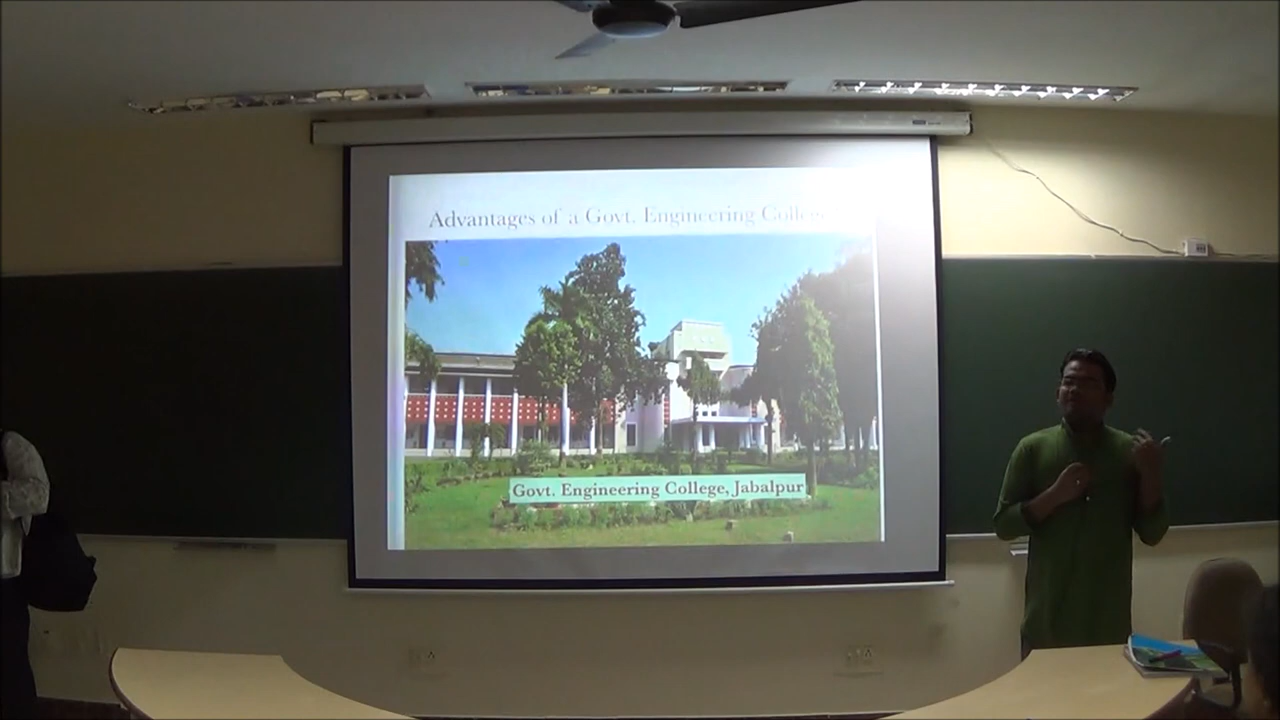 Advantages of a Govt. Engineering College
Govt. Engineering College, Jabalpur